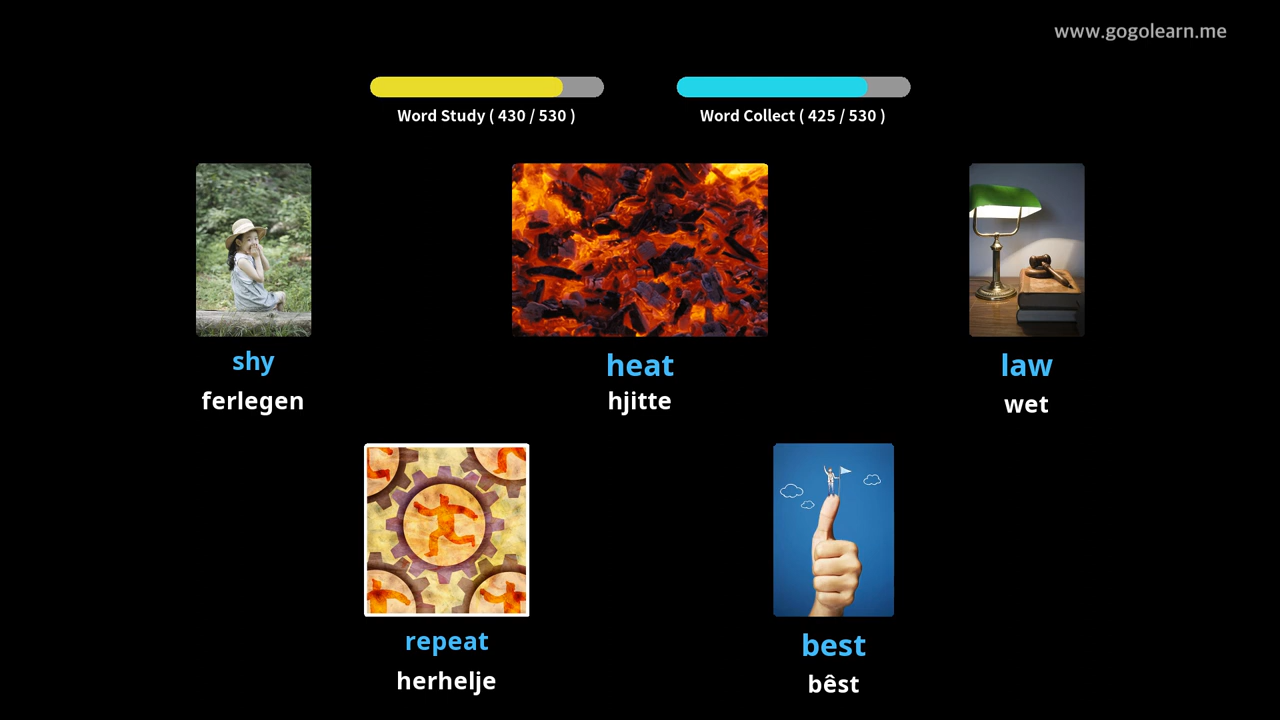 www.gogolearn.me
Word Study ( 430 / 530 )
Word Collect ( 425 / 530 )
shy
ferlegen
heat
hjitte
law
wet
repeat
herhelje
best
bêst